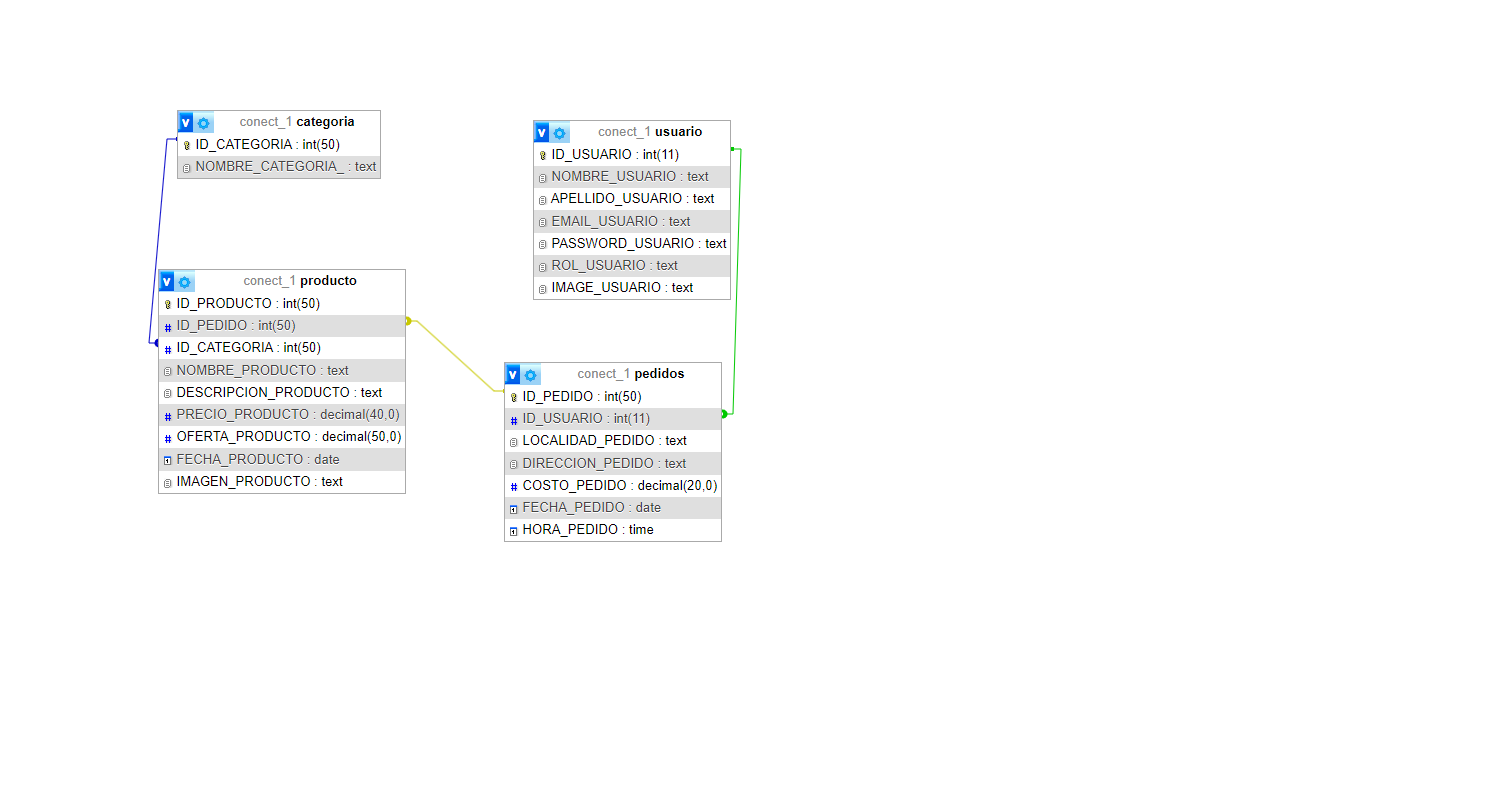 conect_1 categoria
ID_CATEGORIA : int(50)
NOMBRE_CATEGORIA_ : text
conect_1 usuario
ID_USUARIO : int(11)
NOMBRE_USUARIO : text
APELLIDO_USUARIO : text
EMAIL_USUARIO : text
PASSWORD_USUARIO : text
ROL_USUARIO : text
IMAGE_USUARIO : text
conect_1 producto
ID_PRODUCTO : int(50)
ID_PEDIDO : int(50)
ID_CATEGORIA : int(50)
NOMBRE_PRODUCTO : text
DESCRIPCION_PRODUCTO : text
PRECIO_PRODUCTO : decimal(40,0)
OFERTA_PRODUCTO : decimal(50,0)
FECHA_PRODUCTO : date
IMAGEN_PRODUCTO : text
conect_1 pedidos
ID_PEDIDO : int(50)
ID_USUARIO : int(11)
LOCALIDAD_PEDIDO : text
DIRECCION_PEDIDO : text
COSTO_PEDIDO : decimal(20,0)
FECHA_PEDIDO : date
HORA_PEDIDO : time